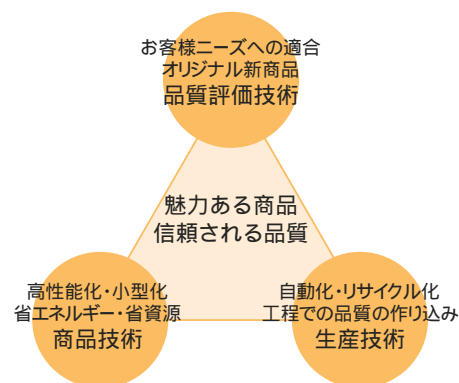 お客様ニーズへの適合
オリジナル新商品
品質評価技術
魅力ある商品
信頼される品質
高性能化・小型化
省エネルギー・省資源
商品技術
自動化・リサイクル化
工程での品質の作り込み
生産技術